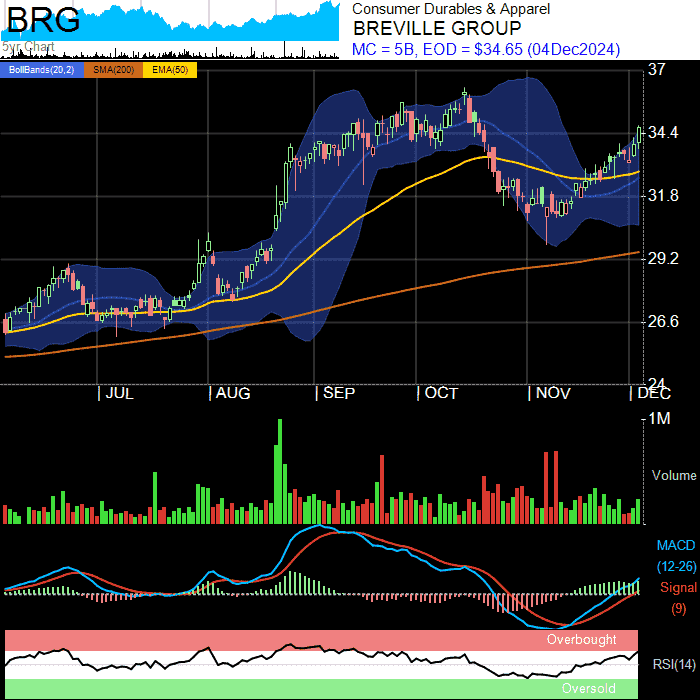 BRG
5yr Chart
Consumer Durables & Apparel
BREVILLE GROUP
MC = 5B, EOD = $34.65 (04Dec2024)
BollBands(20,2) SMA(200) EMA(50)
37
34.4
31.8
29.2
26.6
24
JUL AUG SEP OCT NOV DEC
1M
Volume
MACD
(12-26)
Signal
(9)
Overbought
RSI(14)
Oversold